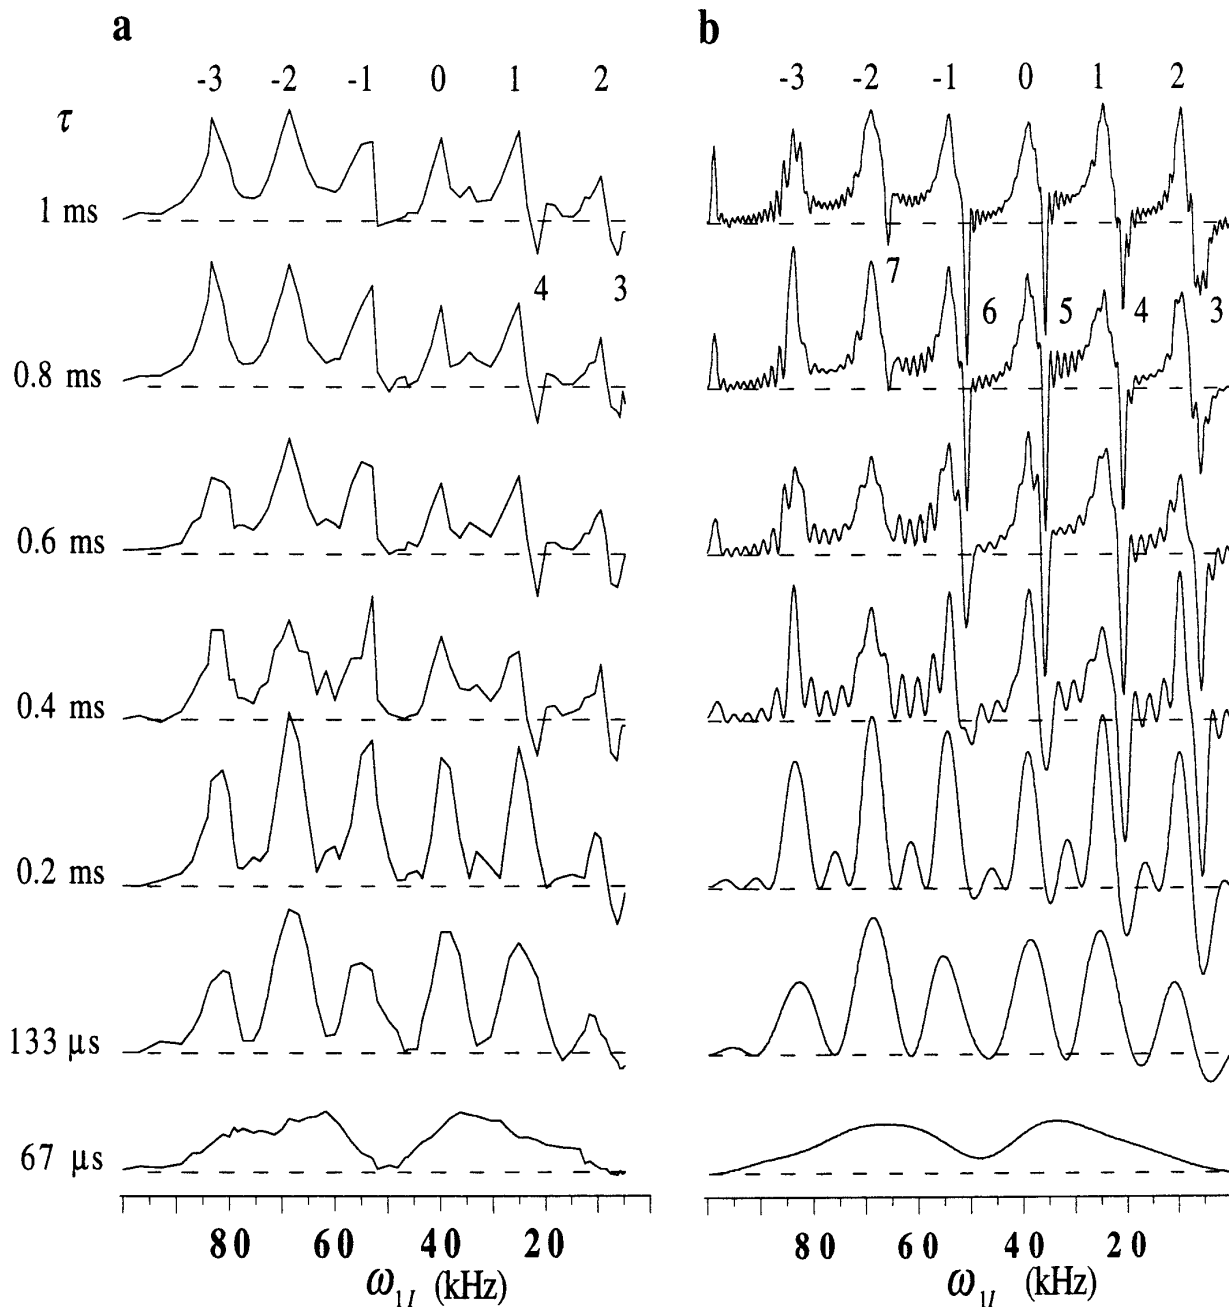 a
b
-3 -2 -1 0 1 2
-3 -2 -1 0 1 2
τ
1 ms
4 3
7 6 5 4 3
0.8 ms
0.6 ms
0.4 ms
0.2 ms
133 μs
67 μs
80 60 40 20
80 60 40 20
ω1I (kHz)
ω1I (kHz)